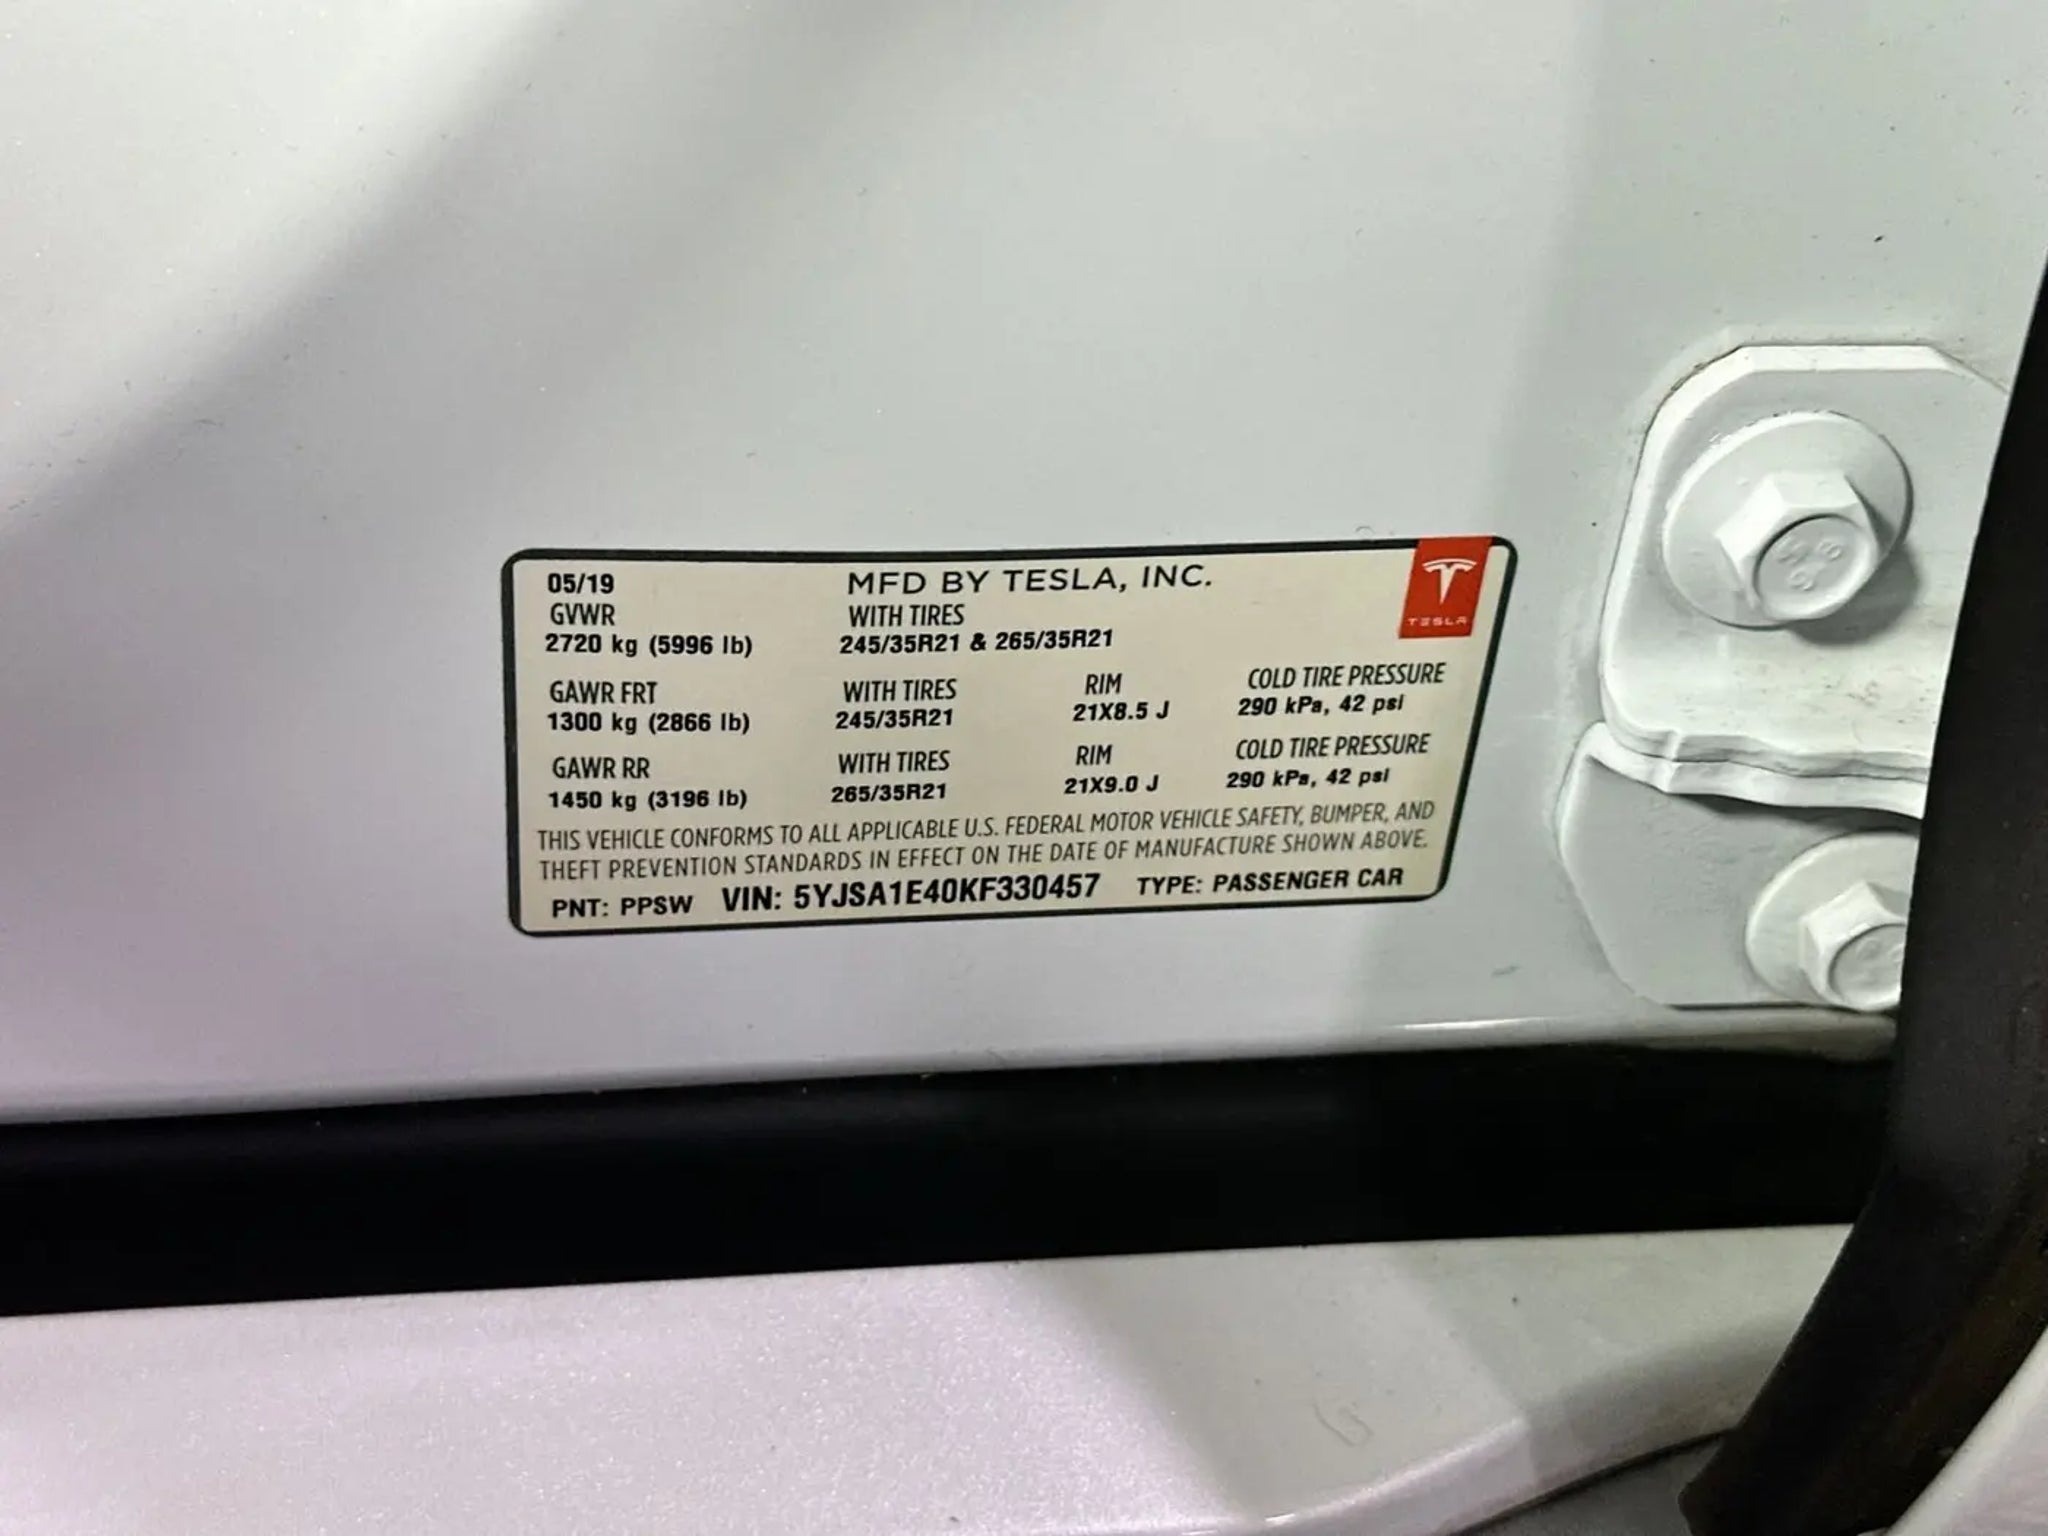 05/19 MFD BY TESLA, INC.
TESLA
GVWR WITH TIRES
2720 kg (5996 lb) 245/35R21 & 265/35R21
GAWR FRT WITH TIRES RIM COLD TIRE PRESSURE
1300 kg (2866 lb) 245/35R21 21X8.5 J 290 kPa, 42 psi
GAWR RR WITH TIRES RIM COLD TIRE PRESSURE
1450 kg (3196 lb) 265/35R21 21X9.0 J 290 kPa, 42 psi
THIS VEHICLE CONFORMS TO ALL APPLICABLE U.S. FEDERAL MOTOR VEHICLE SAFETY, BUMPER, AND
THEFT PREVENTION STANDARDS IN EFFECT ON THE DATE OF MANUFACTURE SHOWN ABOVE.
PNT: PPSW VIN: 5YJSA1E40KF330457 TYPE: PASSENGER CAR